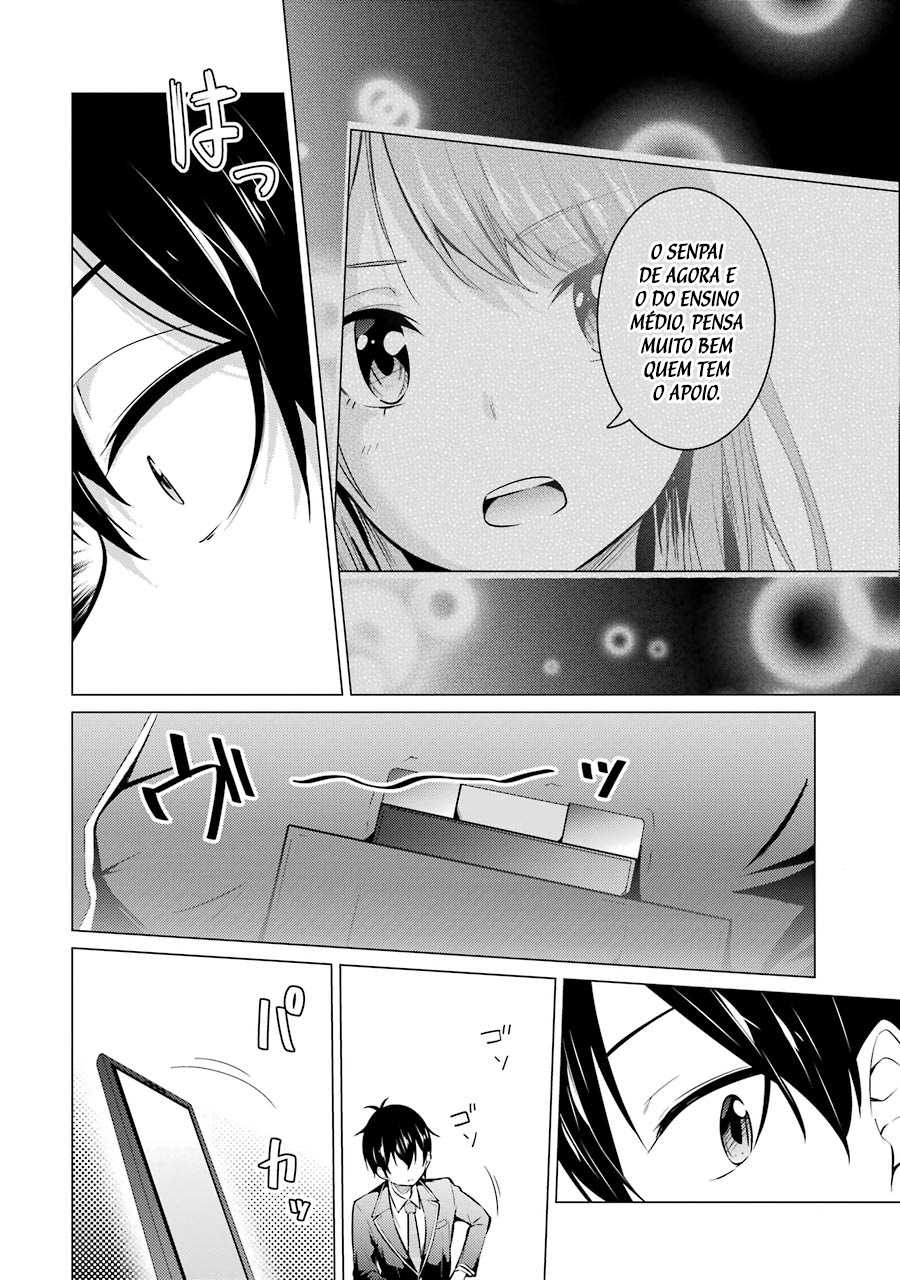 O SENPAI
DE AGORA E
O DO ENSINO
MÉDIO, PENSA
MUITO BEM
QUEM TEM
O APOIO.
はっ
ヴヴ
ッ
ゴソ
ゴソ
パ
カッ